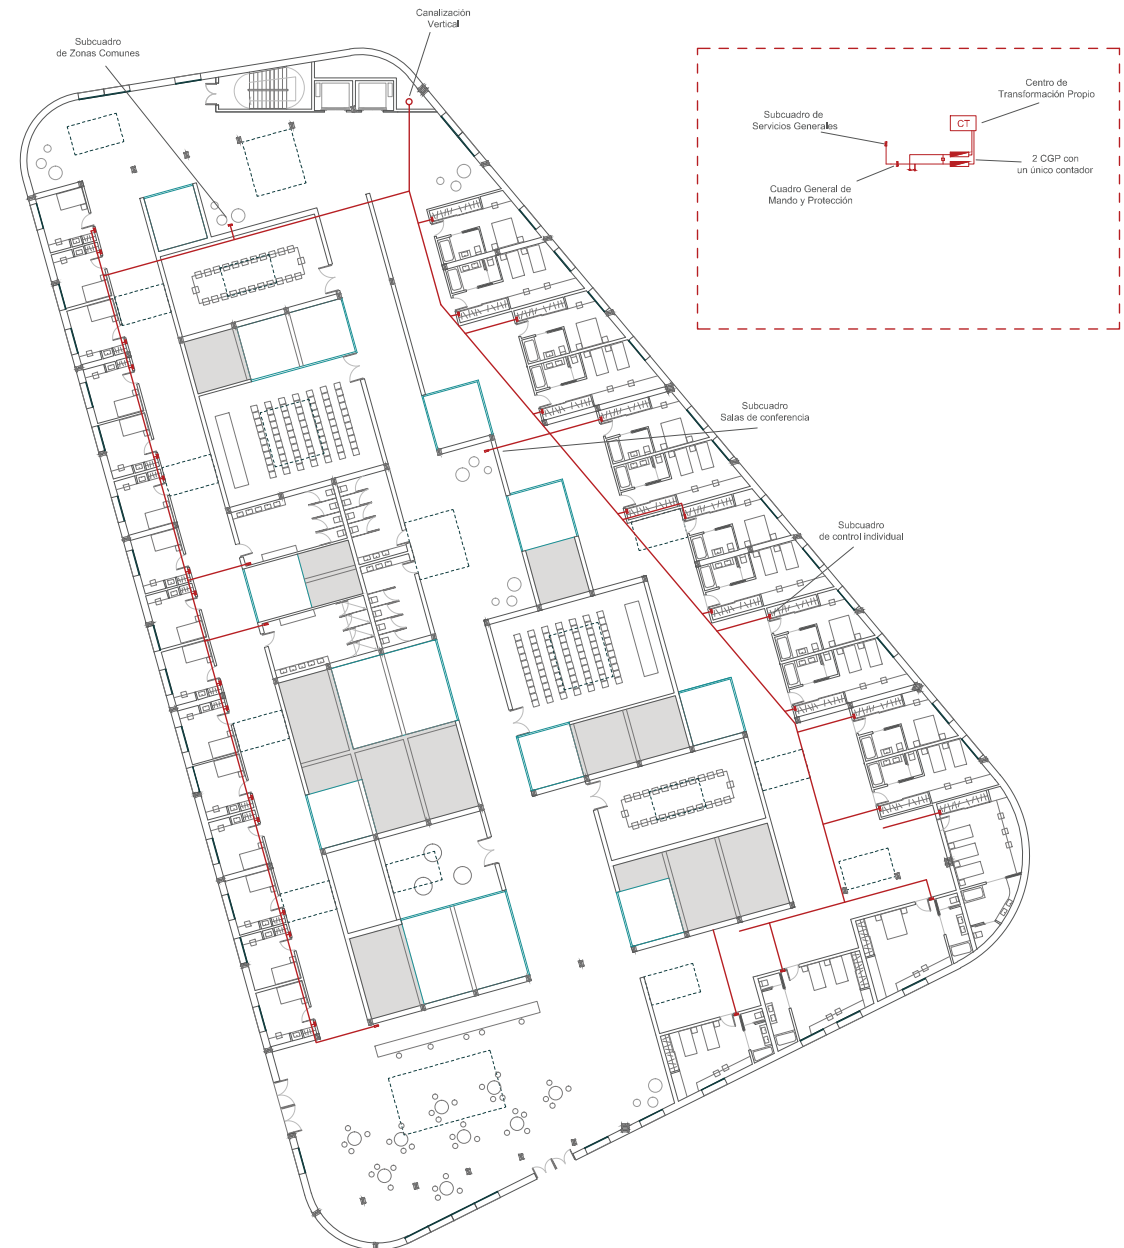 Canalización
Vertical
Subcuadro
de Zonas Comunes
Centro de
Transformación Propio
Subcuadro de
Servicios Generales
CT
2 CGP con
un único contador
Cuadro General de
Mando y Protección
Subcuadro
Salas de conferencia
Subcuadro
de control individual